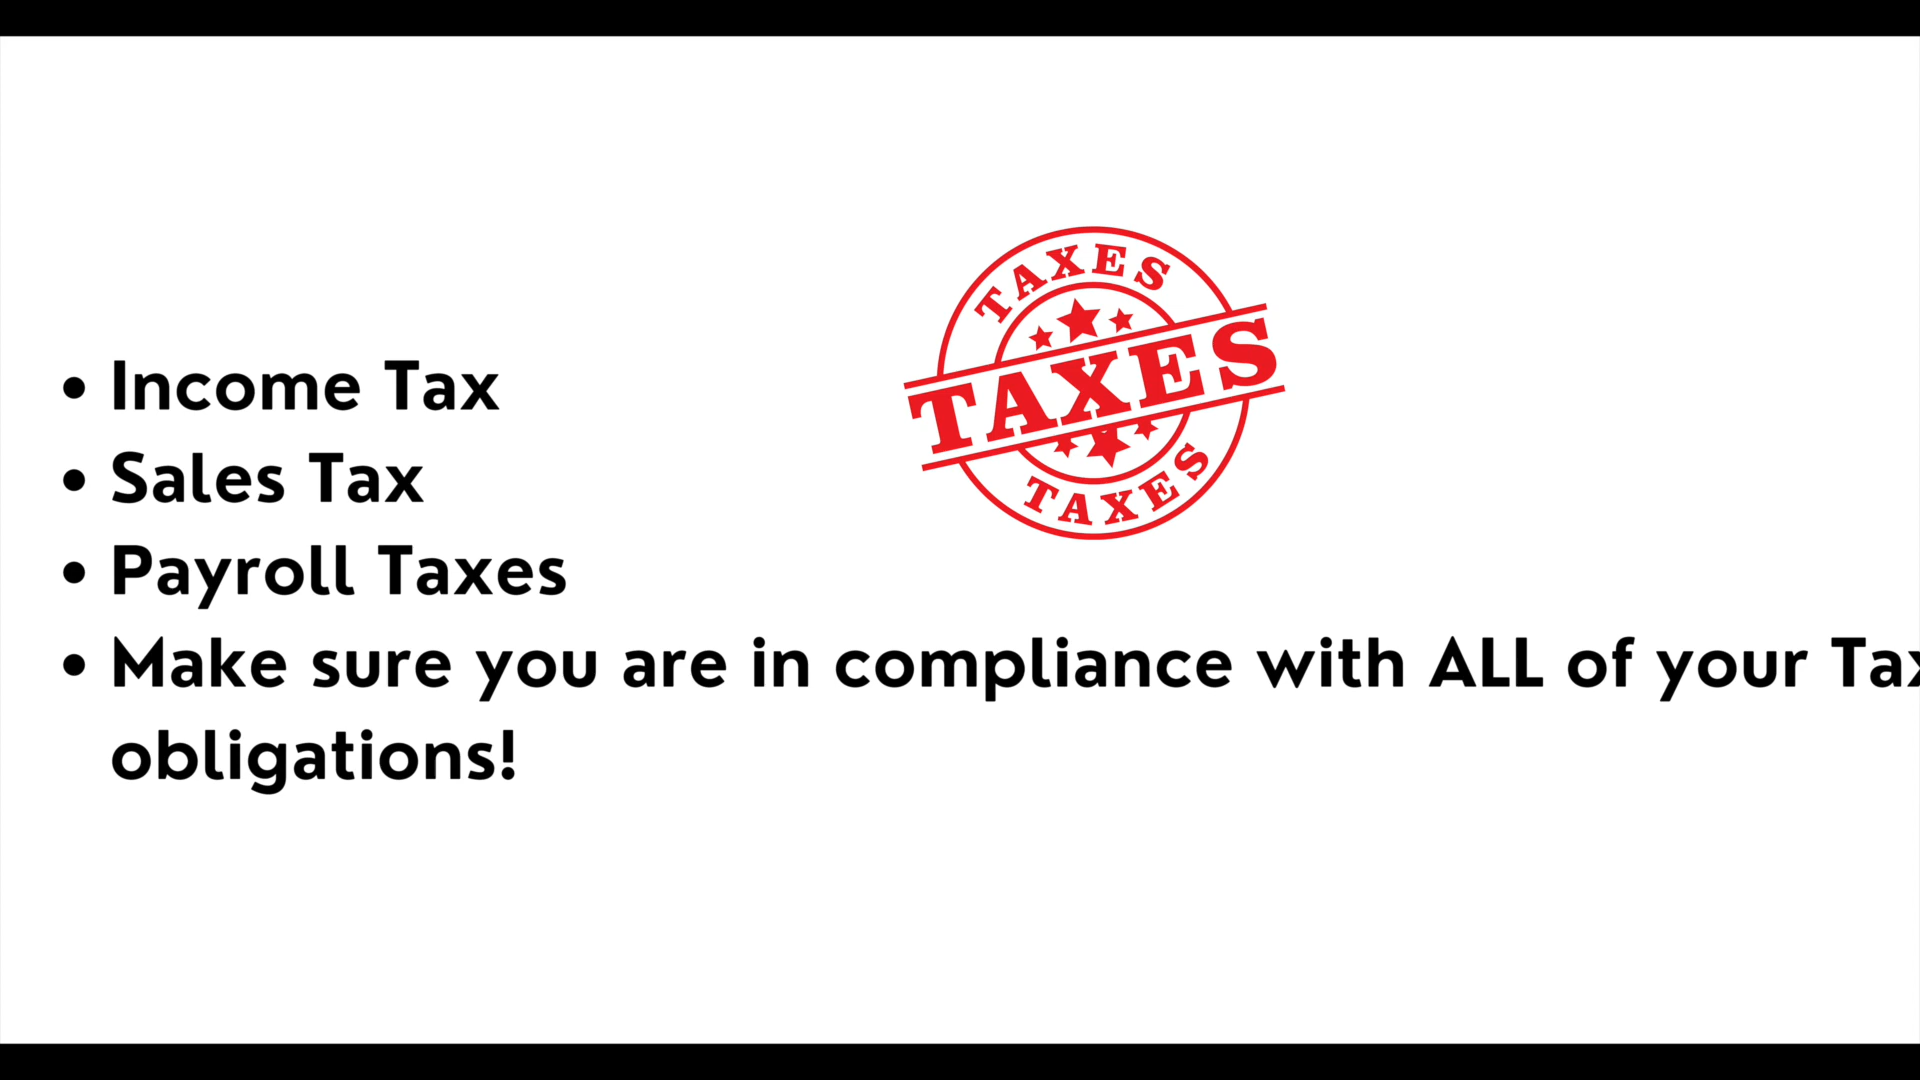 TAXES
TAXES
TAXES
• Income Tax
• Sales Tax
• Payroll Taxes
• Make sure you are in compliance with ALL of your Tax
obligations!